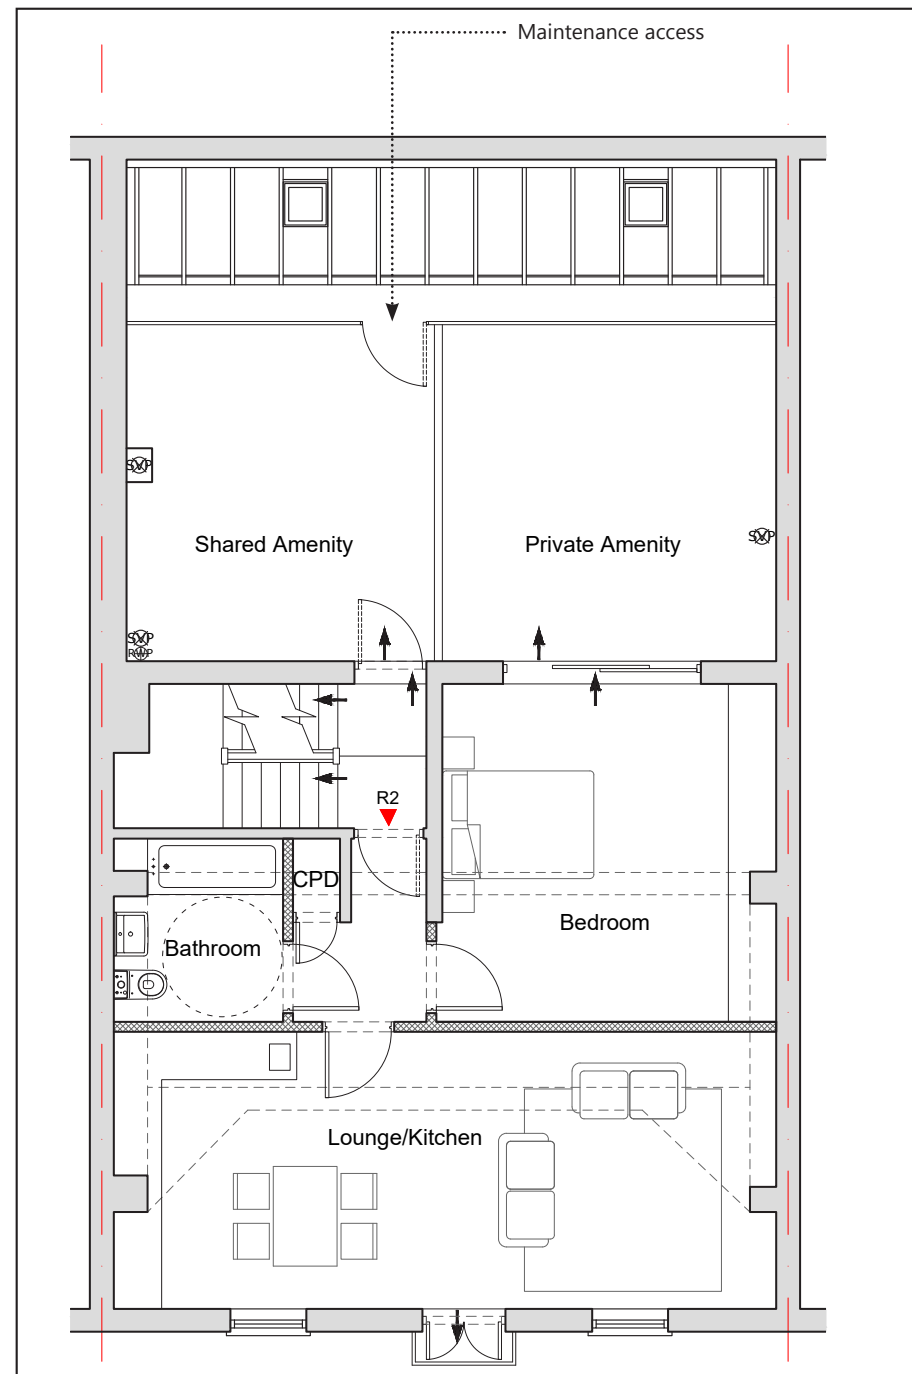 Maintenance access
SVP
Shared Amenity
Private Amenity
SVP
SVP
RWP
R2
CPD
Bedroom
Bathroom
Lounge/Kitchen